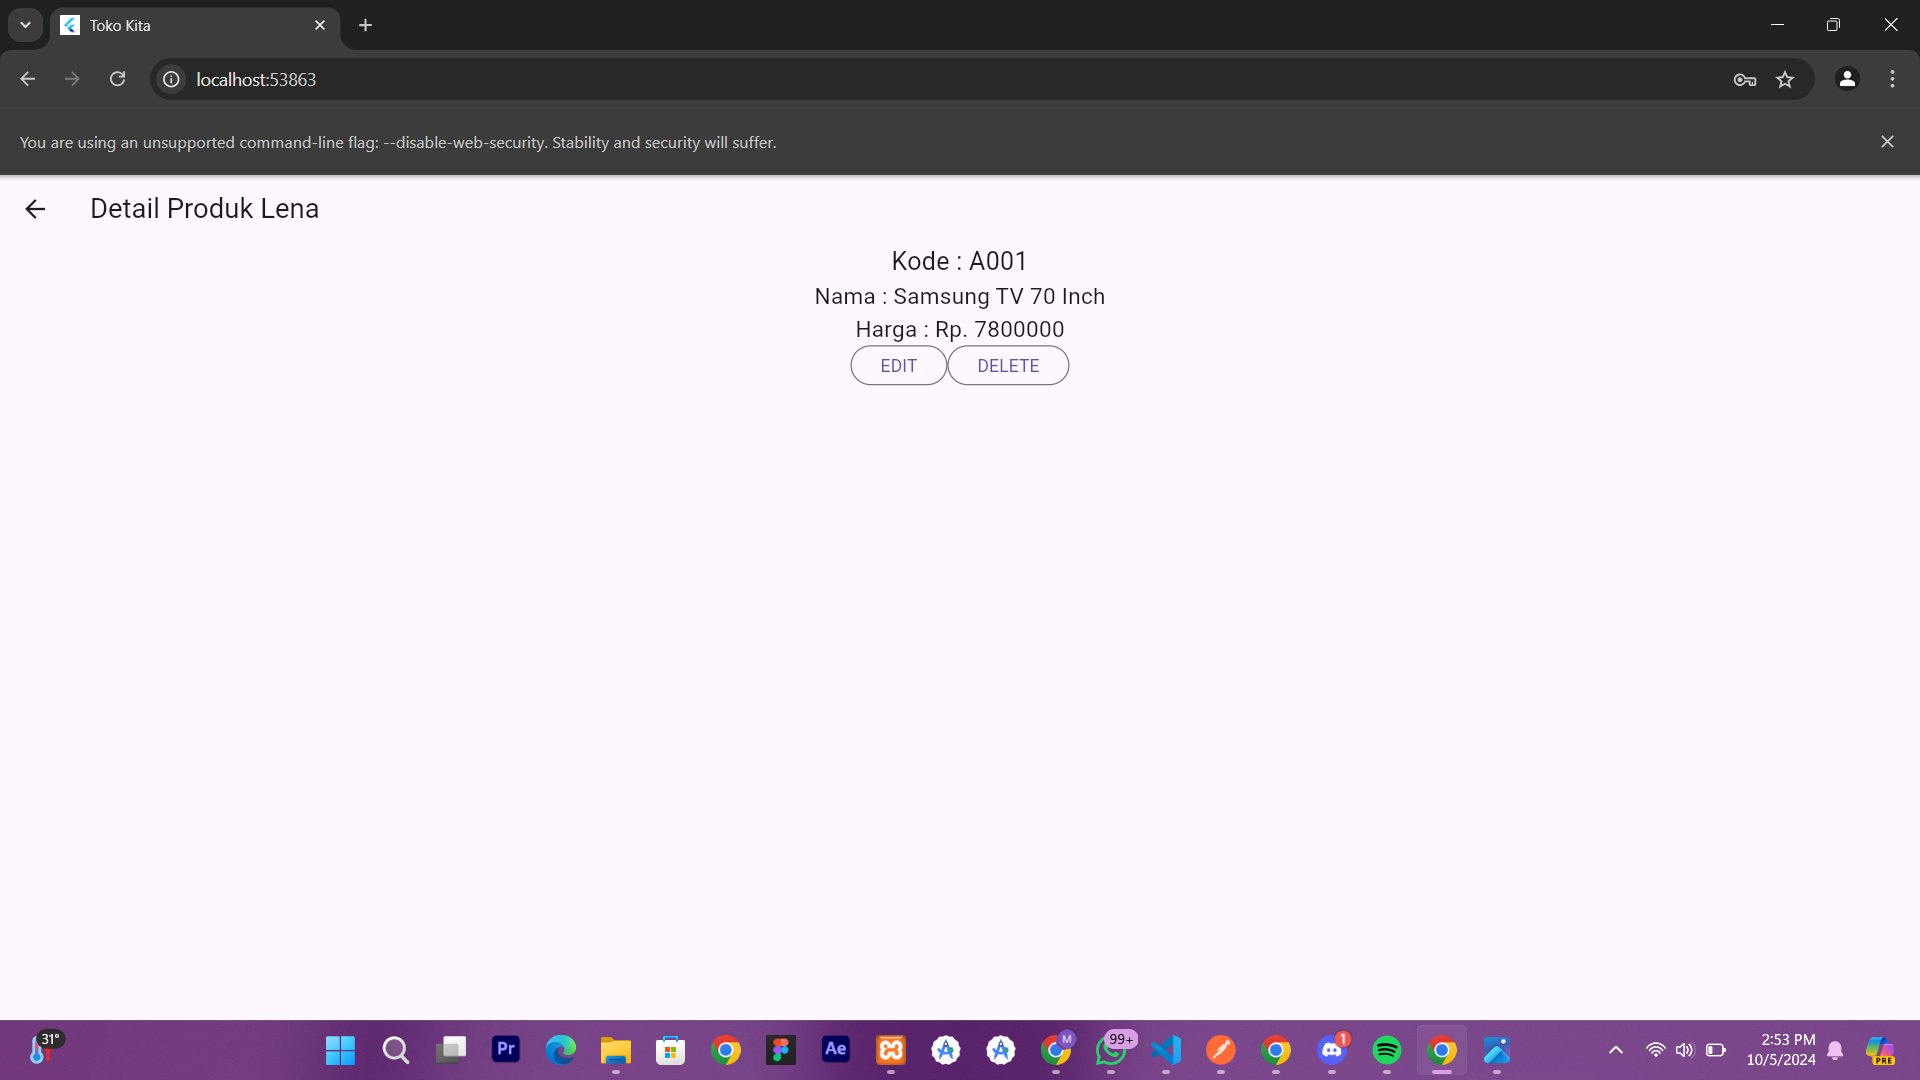 Toko Kita
localhost:53863
You are using an unsupported command-line flag: --disable-web-security. Stability and security will suffer.
Detail Produk Lena
Kode : A001
Nama : Samsung TV 70 Inch
Harga : Rp. 7800000
EDIT DELETE
31°
Pr
Ae
M
99+
1
2:53 PM
10/5/2024
PRE